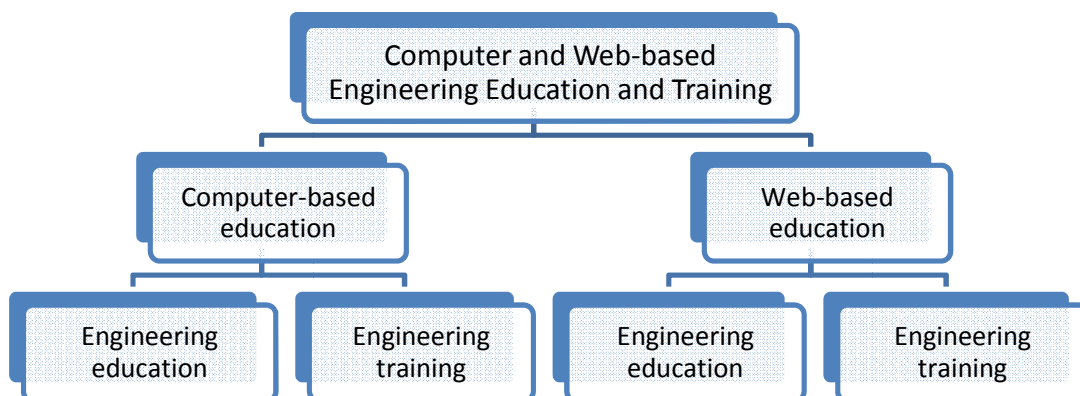 Computer and Web-based
Engineering Education and Training
Computer-based
education
Web-based
education
Engineering
education
Engineering
training
Engineering
education
Engineering
training